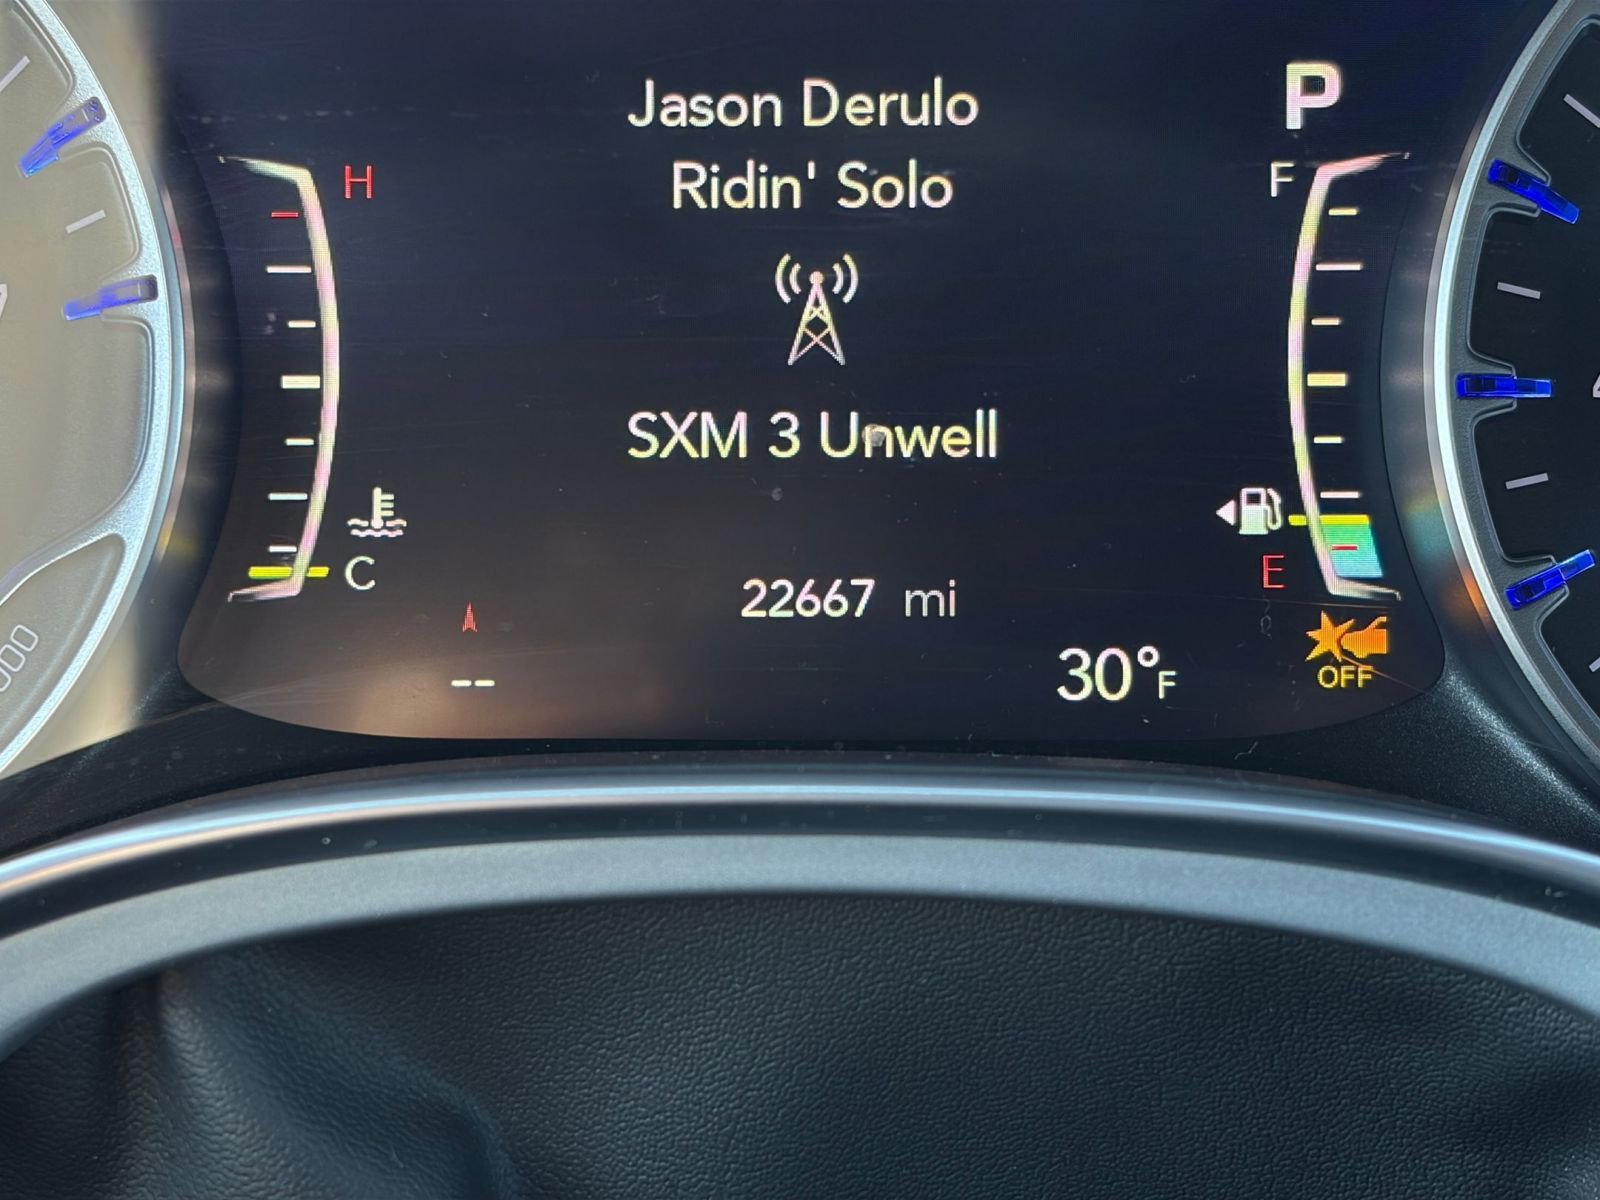 Jason Derulo
Ridin' Solo
P
H
F
SXM 3 Unwell
C
E
22667 mi
--
30°F
OFF